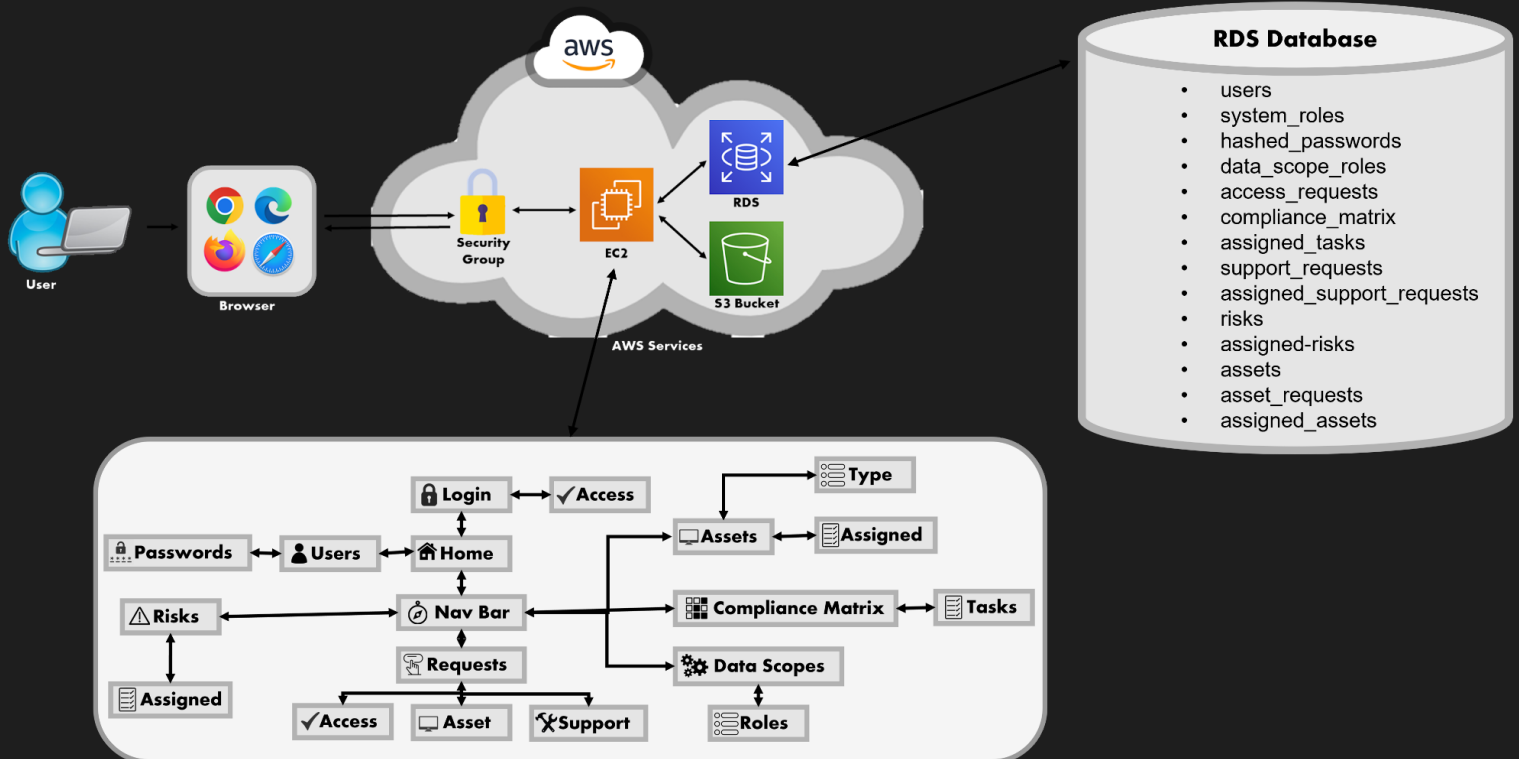 aws
RDS Database
• users
• system_roles
• hashed_passwords
• data_scope_roles
• access_requests
• compliance_matrix
• assigned_tasks
• support_requests
• assigned_support_requests
• risks
• assigned-risks
• assets
• asset_requests
• assigned_assets
User
Browser
Security
Group
EC2
RDS
S3 Bucket
AWS Services
Login
Access
Passwords
Users
Home
Risks
Nav Bar
Assigned
Requests
Access
Asset
Support
Type
Assets
Assigned
Compliance Matrix
Tasks
Data Scopes
Roles